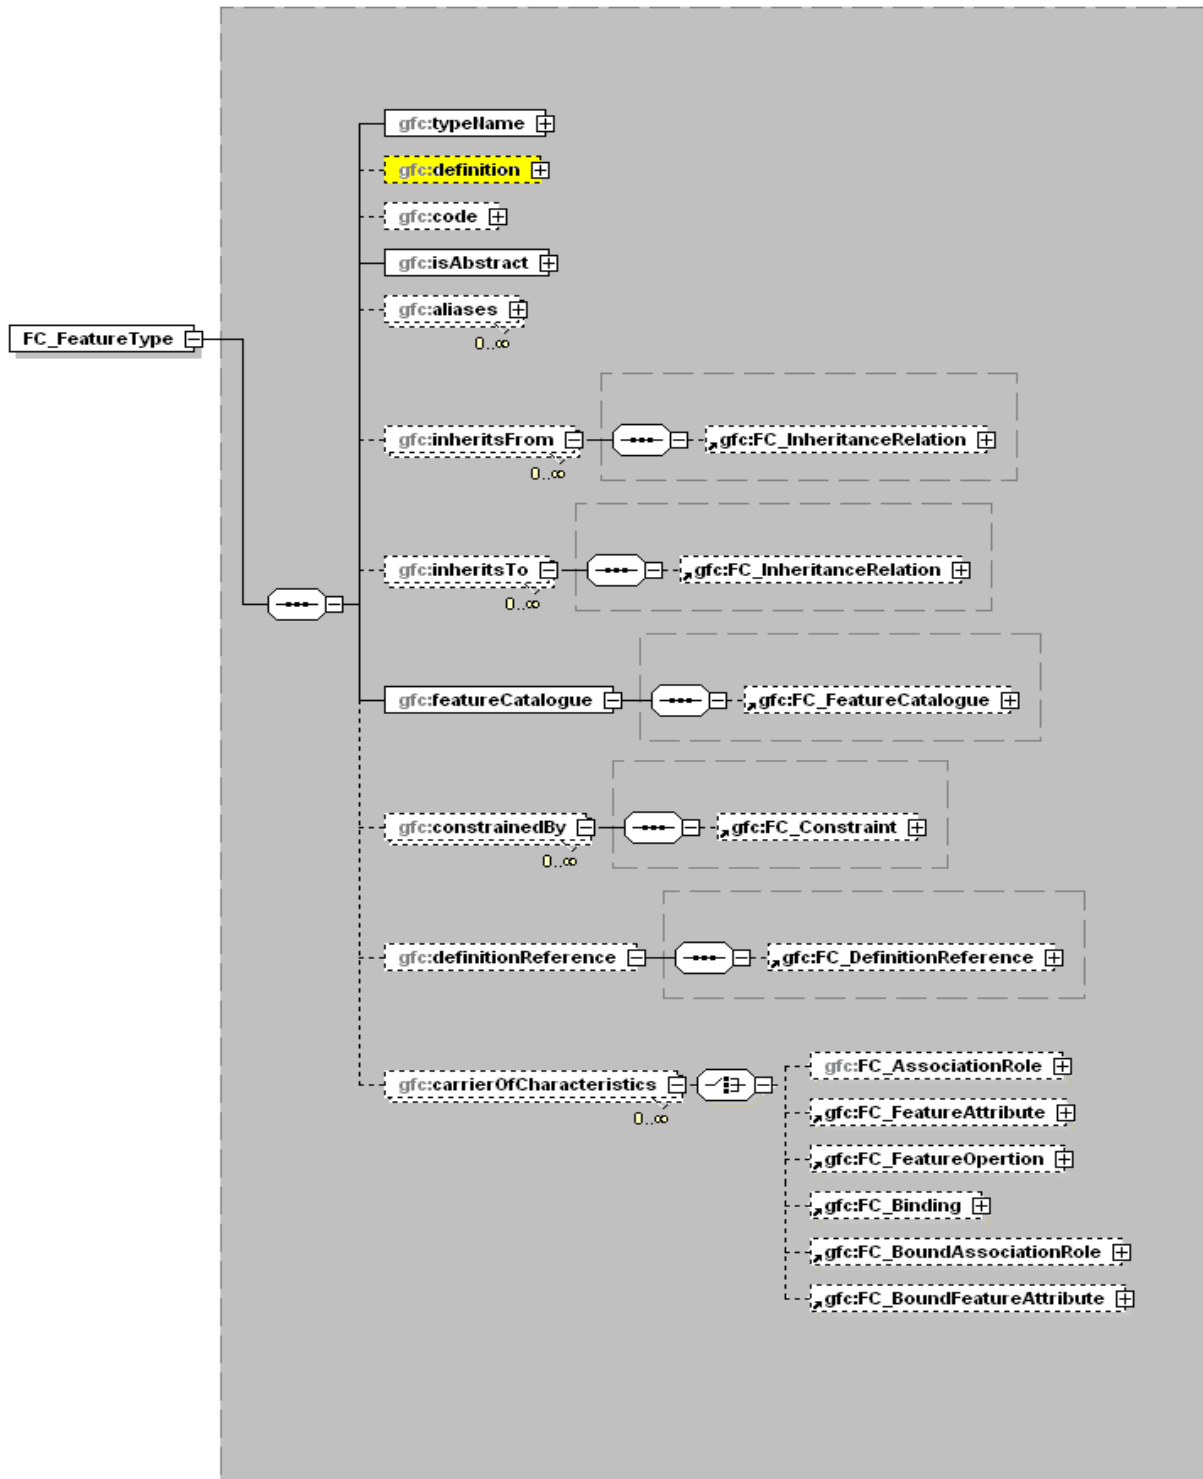 gfc:typeName
gfc:definition
gfc:code
gfc:isAbstract
gfc:aliases
0..∞
FC_FeatureType
gfc:inheritsFrom
gfc:FC_InheritanceRelation
0..∞
gfc:inheritsTo
gfc:FC_InheritanceRelation
0..∞
gfc:featureCatalogue
gfc:FC_FeatureCatalogue
gfc:constrainedBy
gfc:FC_Constraint
0..∞
gfc:definitionReference
gfc:FC_DefinitionReference
gfc:carrierOfCharacteristics
0..∞
gfc:FC_AssociationRole
gfc:FC_FeatureAttribute
gfc:FC_FeatureOpertion
gfc:FC_Binding
gfc:FC_BoundAssociationRole
gfc:FC_BoundFeatureAttribute